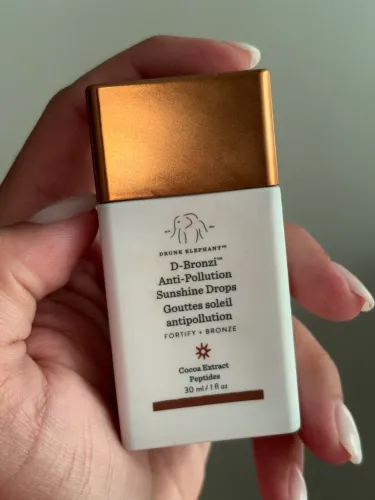 DRUNK ELEPHANT™
D-Bronzi™
Anti-Pollution
Sunshine Drops
Gouttes soleil
antipollution
FORTIFY + BRONZE
Cocoa Extract
Peptides
30 ml / 1 fl oz